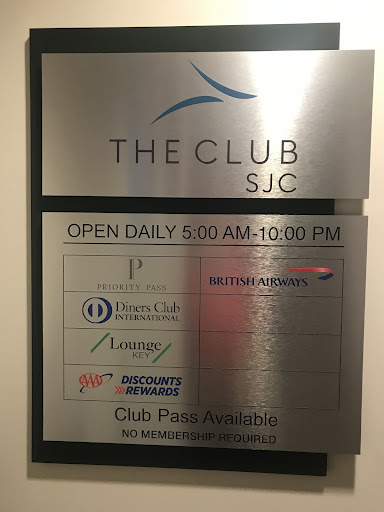 THE CLUB
SJC
OPEN DAILY 5:00 AM-10:00 PM
P
PRIORITY PASS
BRITISH AIRWAYS
Diners Club
INTERNATIONAL
Lounge
KEY
AAA DISCOUNTS
REWARDS
Club Pass Available
NO MEMBERSHIP REQUIRED